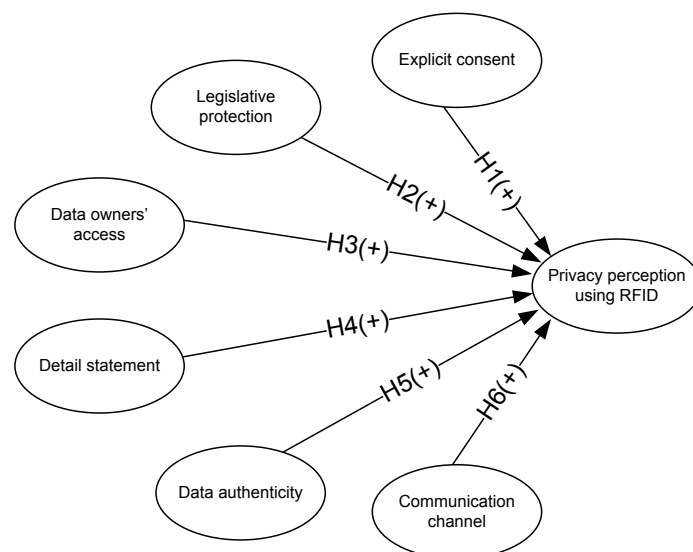 Explicit consent
Legislative
protection
H1(+)
H2(+)
Data owners'
access
H3(+)
Privacy perception
using RFID
H4(+)
Detail statement
H5(+)
H6(+)
Data authenticity
Communication
channel